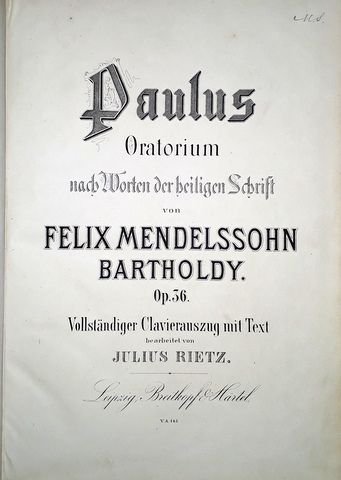 M.S.
Paulus
Oratorium
nach Worten der heiligen Schrift
von
FELIX MENDELSSOHN
BARTHOLDY.
Op. 36.
Vollständiger Clavierauszug mit Text
bearbeitet von
JULIUS RIETZ.
Leipzig, Breitkopf & Härtel.